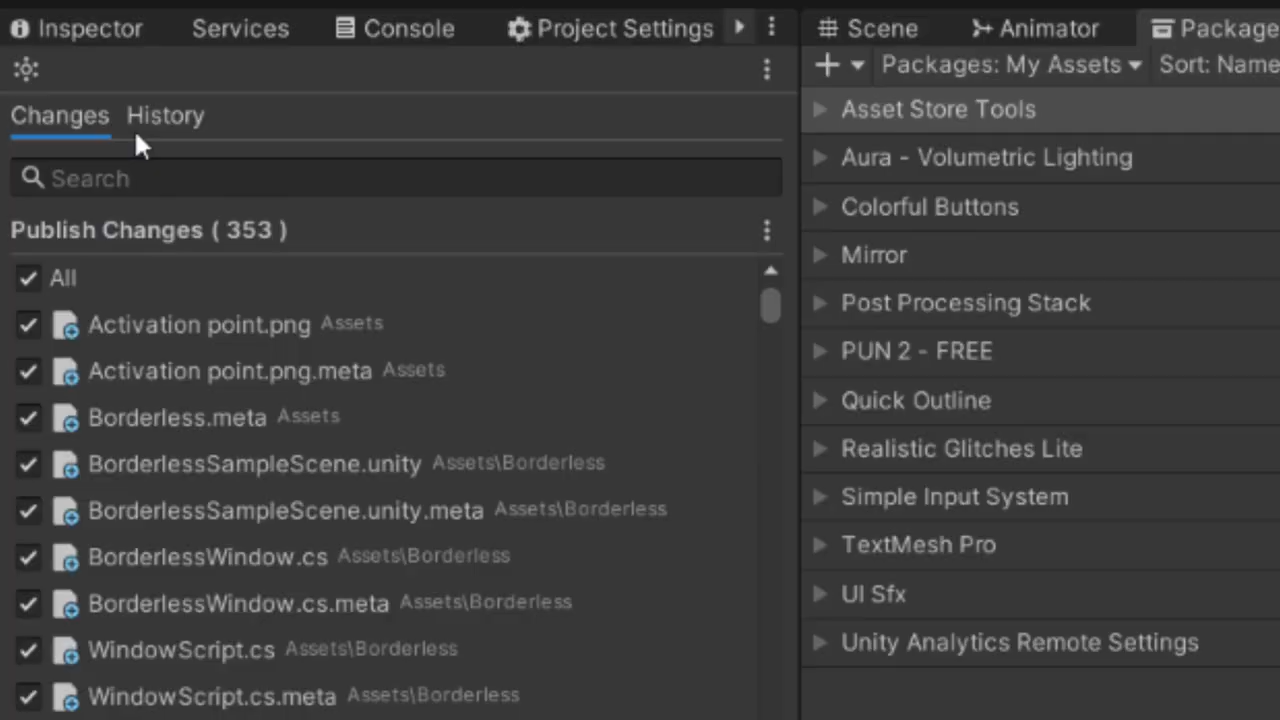 Inspector Services Console Project Settings
Changes History
Search
Publish Changes ( 353 )
All
Activation point.png Assets
Activation point.png.meta Assets
Borderless.meta Assets
BorderlessSampleScene.unity Assets\Borderless
BorderlessSampleScene.unity.meta Assets\Borderless
BorderlessWindow.cs Assets\Borderless
BorderlessWindow.cs.meta Assets\Borderless
WindowScript.cs Assets\Borderless
WindowScript.cs.meta Assets\Borderless
Scene Animator Package
Packages: My Assets Sort: Name
Asset Store Tools
Aura - Volumetric Lighting
Colorful Buttons
Mirror
Post Processing Stack
PUN 2 - FREE
Quick Outline
Realistic Glitches Lite
Simple Input System
TextMesh Pro
UI Sfx
Unity Analytics Remote Settings